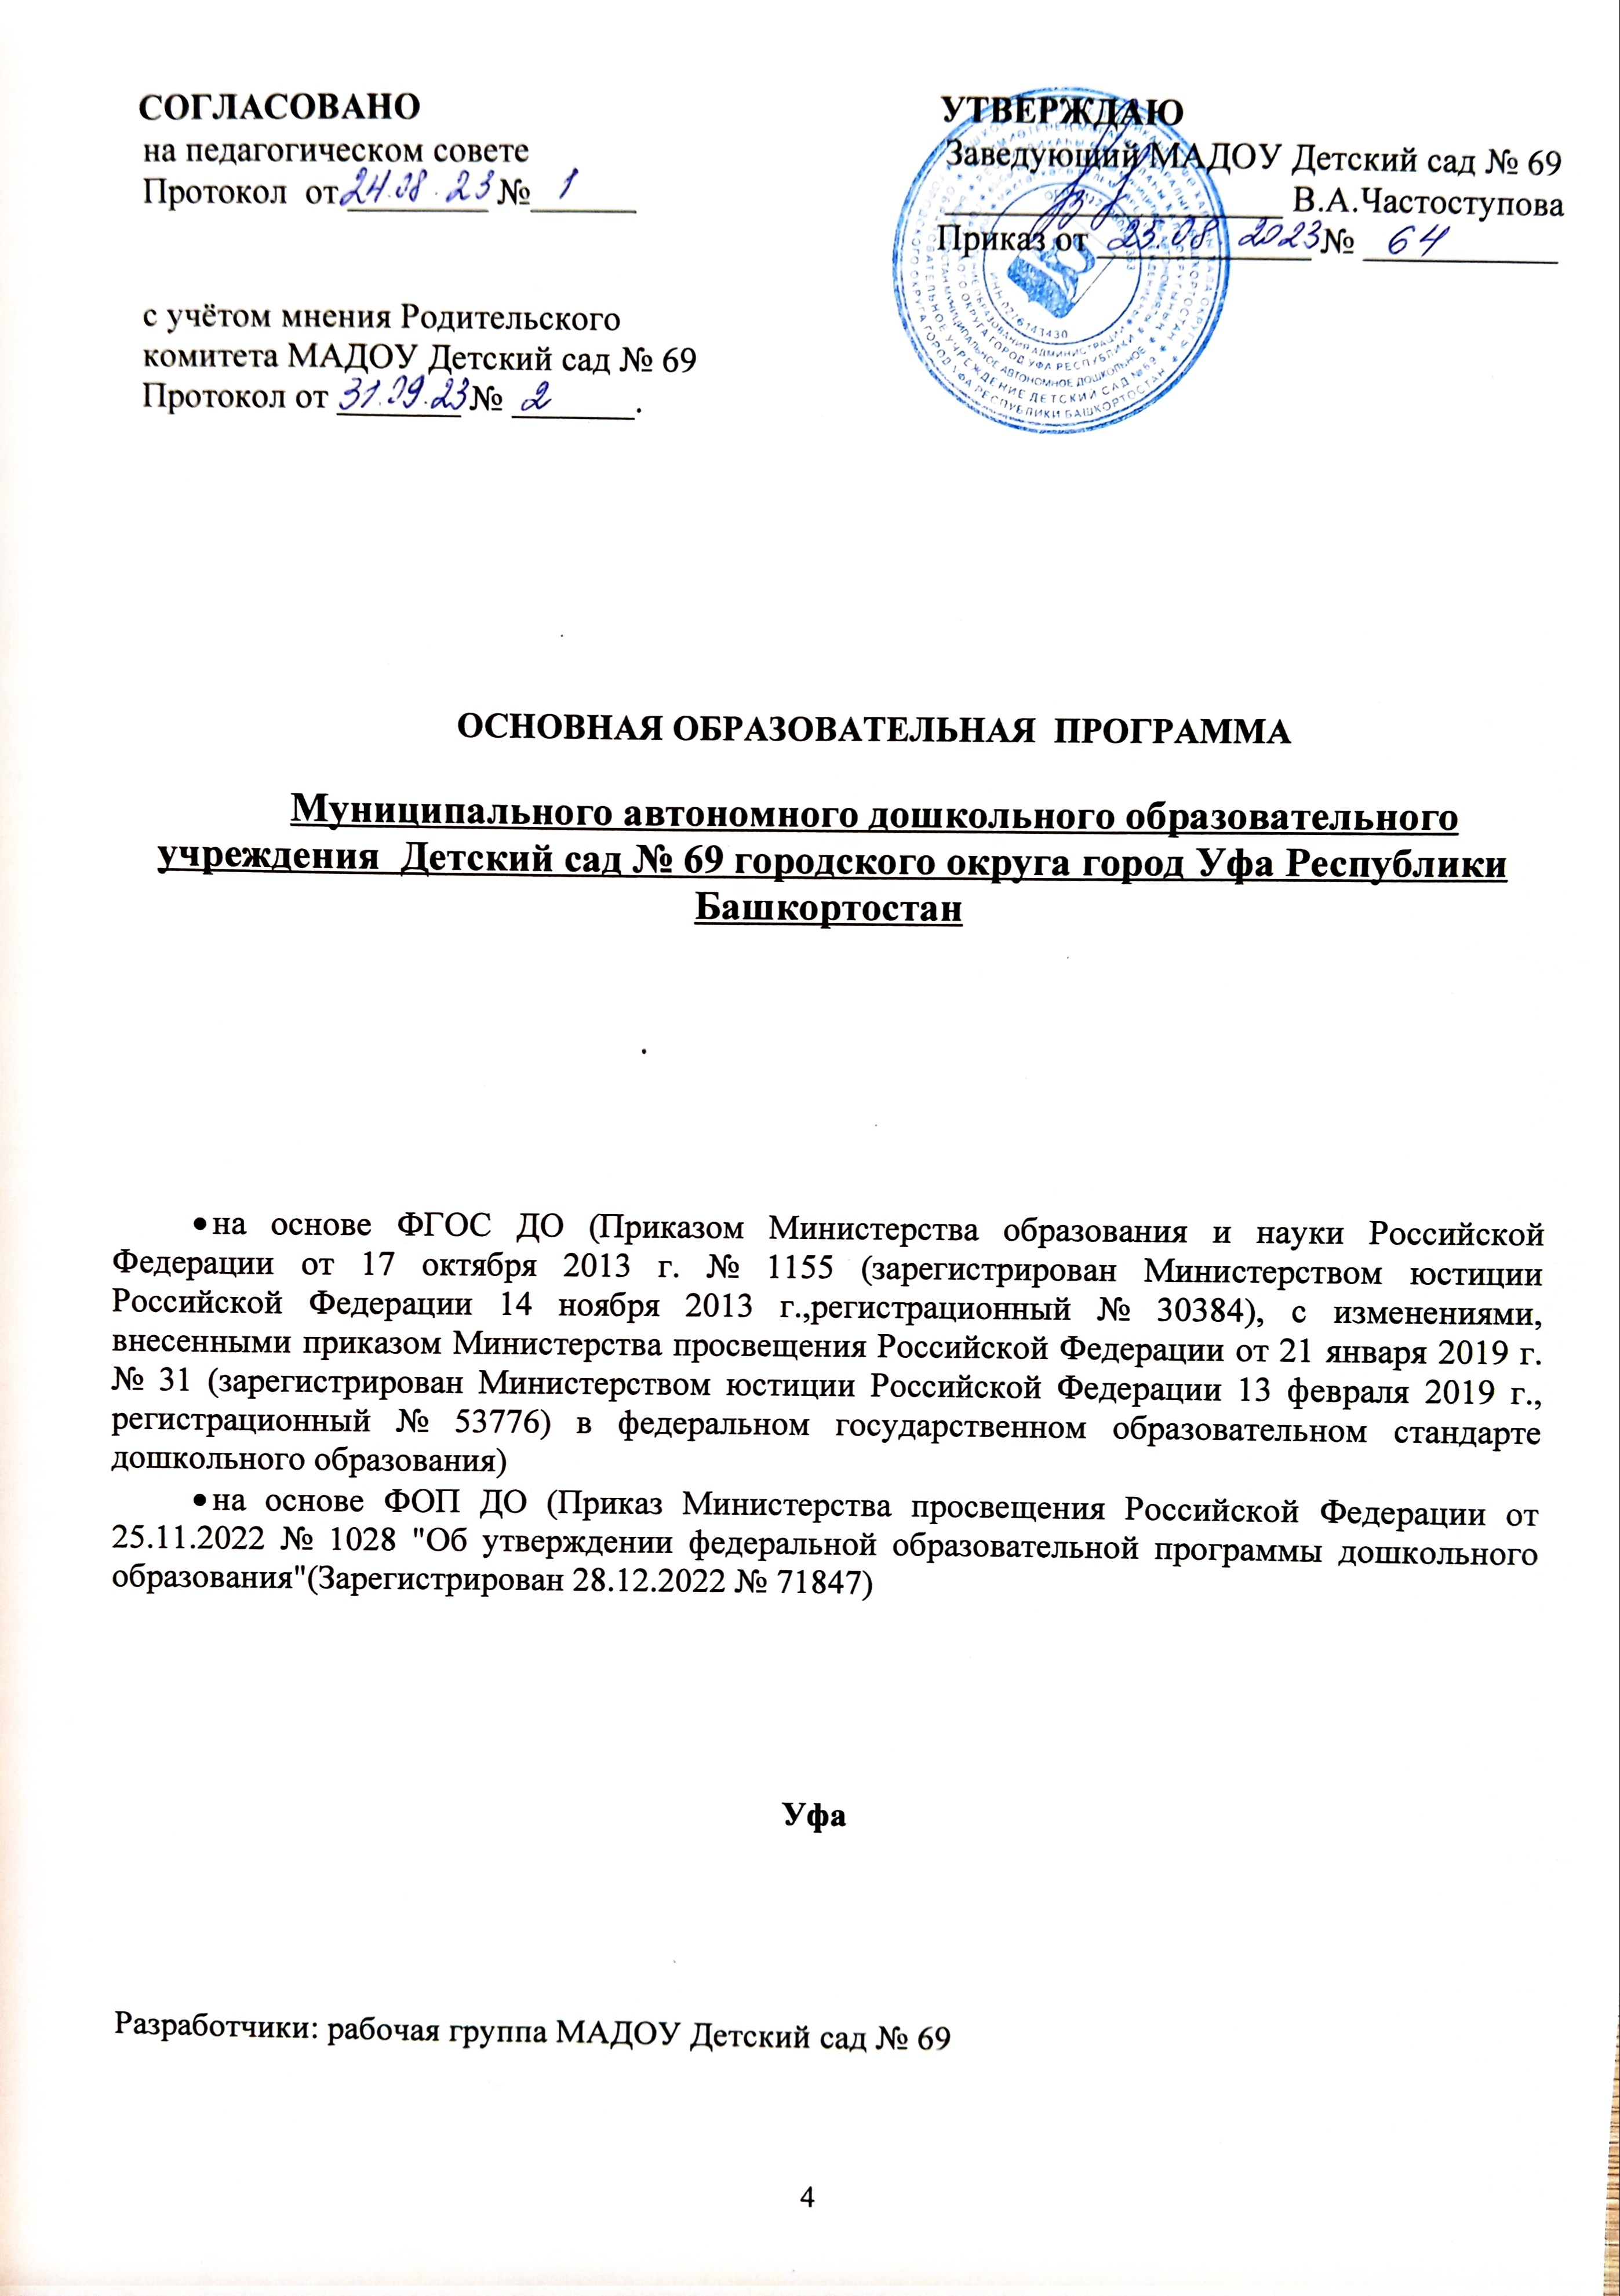 СОГЛАСОВАНО
на педагогическом совете
Протокол от 24.08.23 № 1
с учётом мнения Родительского
комитета МАДОУ Детский сад № 69
Протокол от 31.09.23 № 2.
УТВЕРЖДАЮ
Заведующий МАДОУ Детский сад № 69
В.А.Частоступова
Приказ от 25.08 2023 № 64
ОСНОВНАЯ ОБРАЗОВАТЕЛЬНАЯ ПРОГРАММА
Муниципального автономного дошкольного образовательного
учреждения Детский сад № 69 городского округа город Уфа Республики
Башкортостан
•на основе ФГОС ДО (Приказом Министерства образования и науки Российской
Федерации от 17 октября 2013 г. № 1155 (зарегистрирован Министерством юстиции
Российской Федерации 14 ноября 2013 г.,регистрационный № 30384), с изменениями,
внесенными приказом Министерства просвещения Российской Федерации от 21 января 2019 г.
№ 31 (зарегистрирован Министерством юстиции Российской Федерации 13 февраля 2019 г.,
регистрационный № 53776) в федеральном государственном образовательном стандарте
дошкольного образования)
•на основе ФОП ДО (Приказ Министерства просвещения Российской Федерации от
25.11.2022 № 1028 "Об утверждении федеральной образовательной программы дошкольного
образования"(Зарегистрирован 28.12.2022 № 71847)
Уфа
Разработчики: рабочая группа МАДОУ Детский сад № 69
4